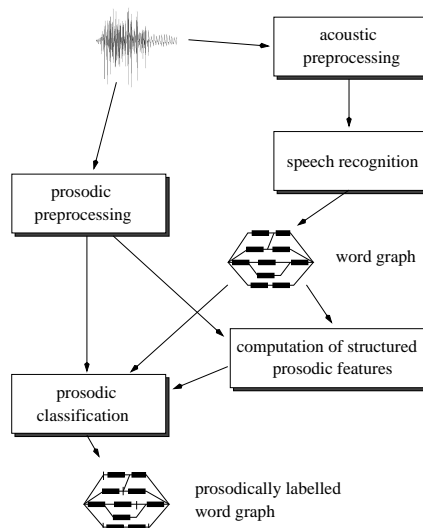 acoustic
preprocessing
speech recognition
prosodic
preprocessing
word graph
computation of structured
prosodic features
prosodic
classification
prosodically labelled
word graph